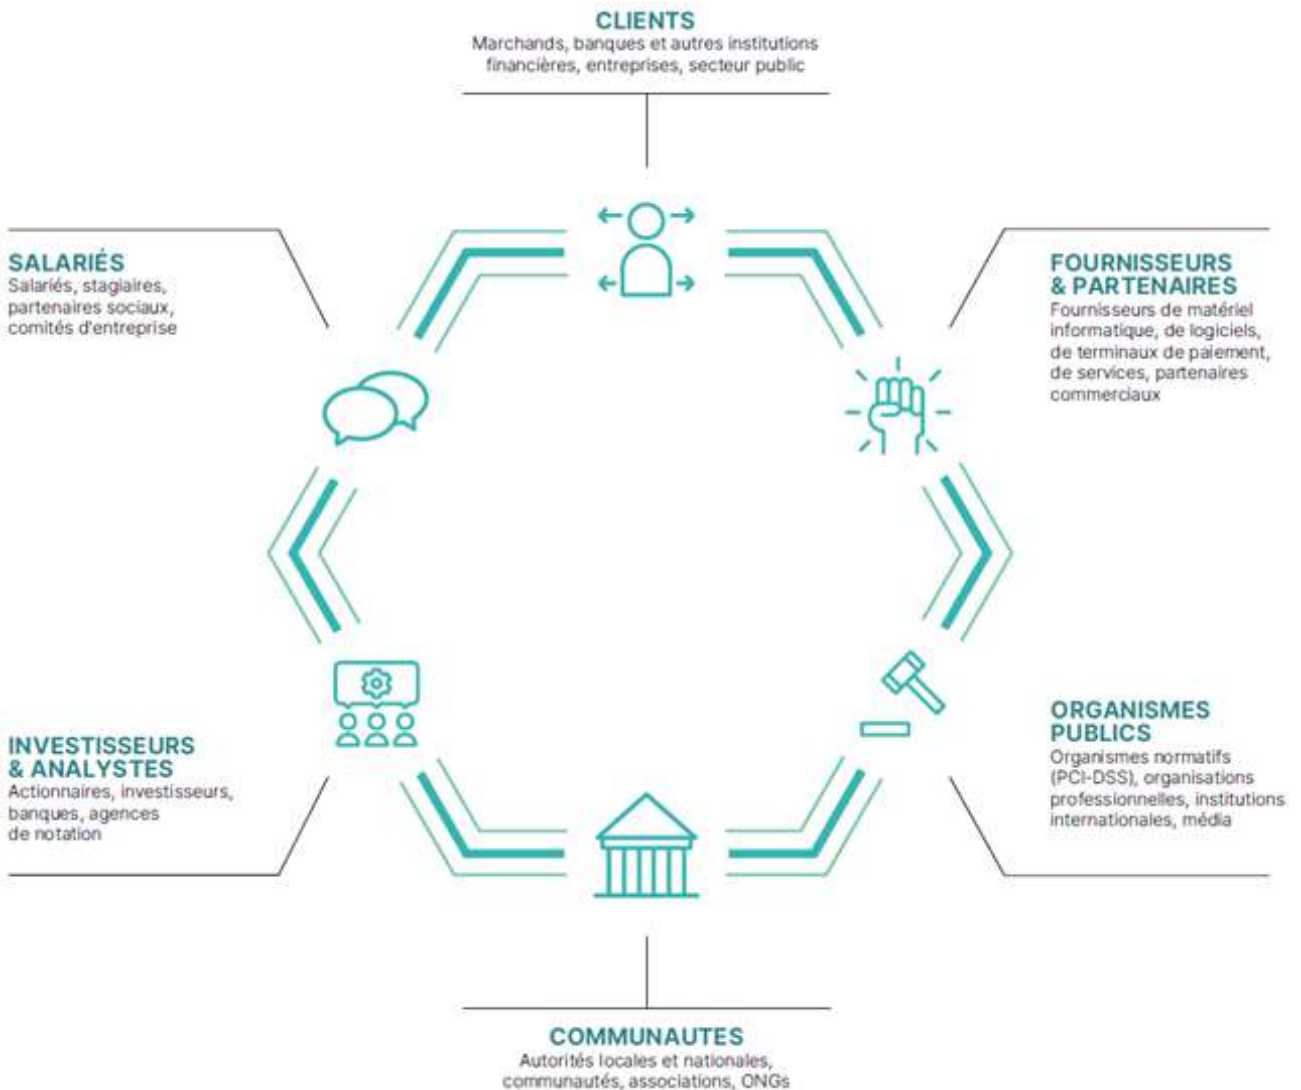 CLIENTS
Marchands, banques et autres institutions
financières, entreprises, secteur public
SALARIÉS
Salariés, stagiaires,
partenaires sociaux,
comités d'entreprise
FOURNISSEURS
& PARTENAIRES
Fournisseurs de matériel
informatique, de logiciels,
de terminaux de paiement,
de services, partenaires
commerciaux
INVESTISSEURS
& ANALYSTES
Actionnaires, investisseurs,
banques, agences
de notation
ORGANISMES
PUBLICS
Organismes normatifs
(PCI-DSS), organisations
professionnelles, institutions
internationales, média
COMMUNAUTES
Autorités locales et nationales,
communautés, associations, ONGs